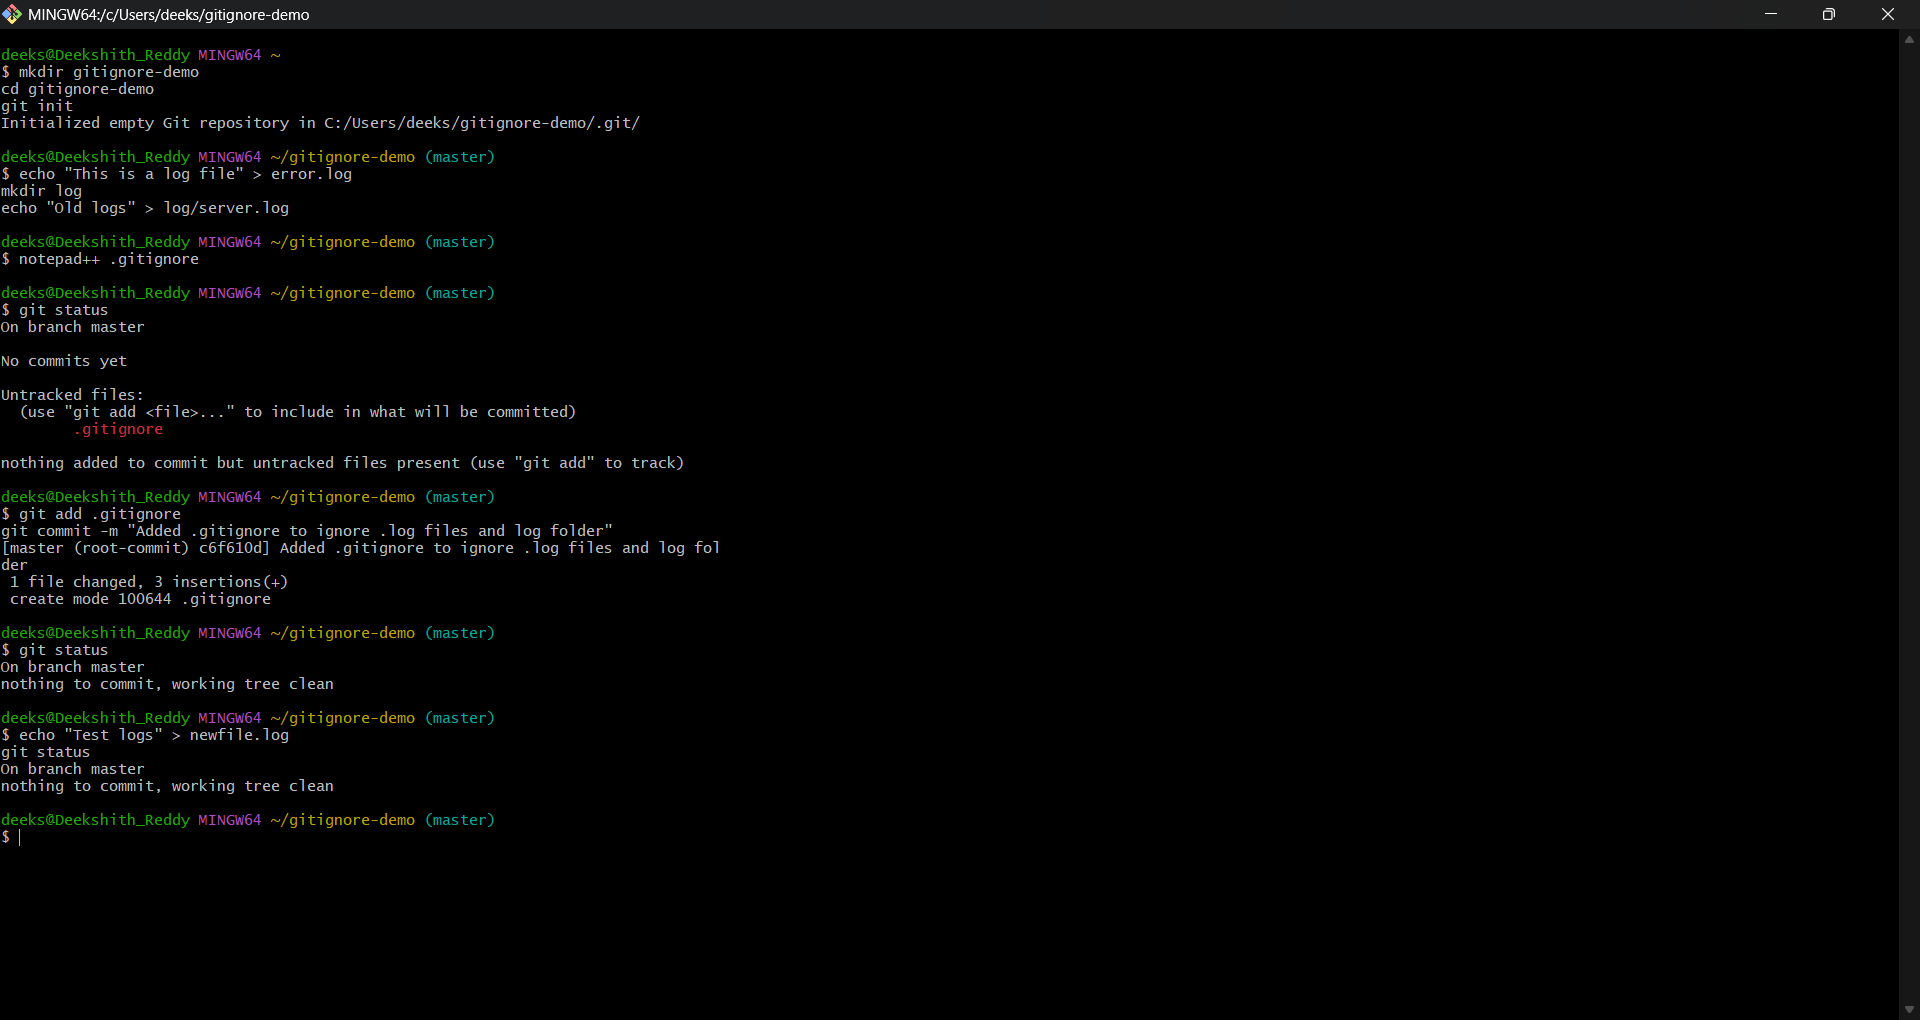 MINGW64:/c/Users/deeks/gitignore-demo
deeks@Deekshith_Reddy MINGW64 ~
$ mkdir gitignore-demo
cd gitignore-demo
git init
Initialized empty Git repository in C:/Users/deeks/gitignore-demo/.git/
deeks@Deekshith_Reddy MINGW64 ~/gitignore-demo (master)
$ echo "This is a log file" > error.log
mkdir log
echo "Old logs" > log/server.log
deeks@Deekshith_Reddy MINGW64 ~/gitignore-demo (master)
$ notepad++ .gitignore
deeks@Deekshith_Reddy MINGW64 ~/gitignore-demo (master)
$ git status
On branch master
No commits yet
Untracked files:
  (use "git add <file>..." to include in what will be committed)
        .gitignore
nothing added to commit but untracked files present (use "git add" to track)
deeks@Deekshith_Reddy MINGW64 ~/gitignore-demo (master)
$ git add .gitignore
git commit -m "Added .gitignore to ignore .log files and log folder"
[master (root-commit) c6f610d] Added .gitignore to ignore .log files and log fol
der
 1 file changed, 3 insertions(+)
 create mode 100644 .gitignore
deeks@Deekshith_Reddy MINGW64 ~/gitignore-demo (master)
$ git status
On branch master
nothing to commit, working tree clean
deeks@Deekshith_Reddy MINGW64 ~/gitignore-demo (master)
$ echo "Test logs" > newfile.log
git status
On branch master
nothing to commit, working tree clean
deeks@Deekshith_Reddy MINGW64 ~/gitignore-demo (master)
$